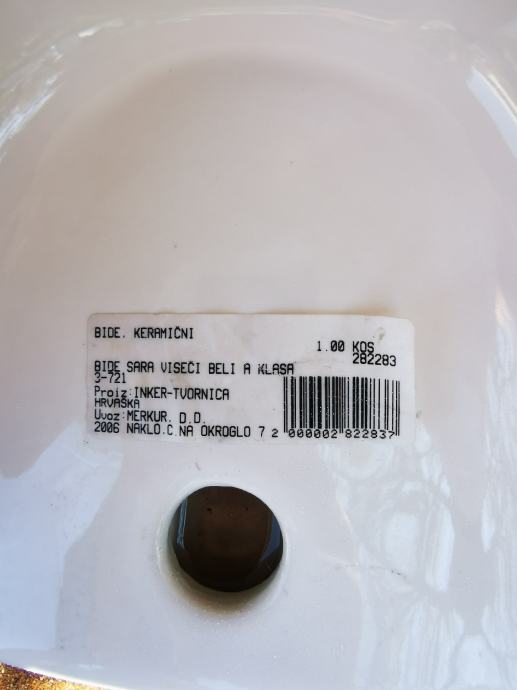 BIDE. KERAMIČNI
1.00 KOS
282283
BIDE SARA VISEČI BELI A KLASA
3-721
Proiz:INKER-TVORNICA
HRVAŠKA
Uvoz:MERKUR. D.D.
2006 NAKLO.C.NA OKROGLO 7
2 000002 822837